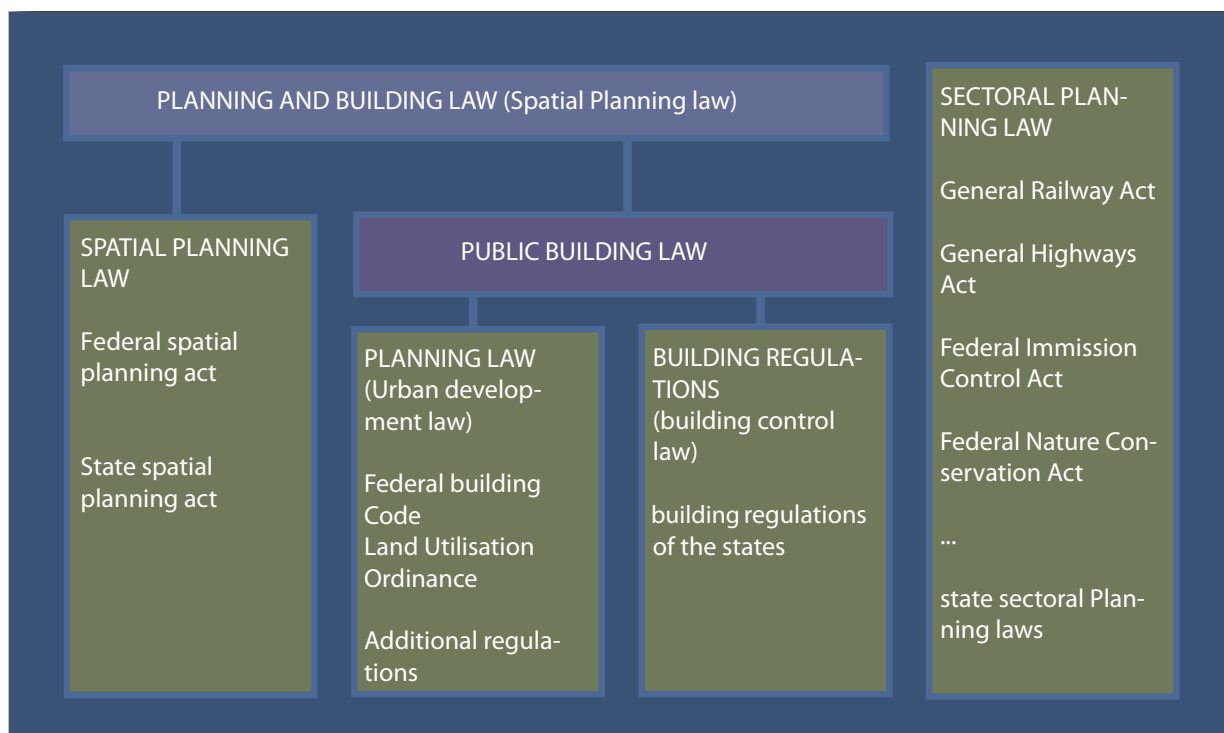 PLANNING AND BUILDING LAW (Spatial Planning law)
SPATIAL PLANNING
LAW
Federal spatial
planning act
State spatial
planning act
PUBLIC BUILDING LAW
PLANNING LAW
(Urban develop-
ment law)
Federal building
Code
Land Utilisation
Ordinance
Additional regula-
tions
BUILDING REGULA-
TIONS
(building control
law)
building regulations
of the states
SECTORAL PLAN-
NING LAW
General Railway Act
General Highways
Act
Federal Immission
Control Act
Federal Nature Con-
servation Act
...
state sectoral Plan-
ning laws